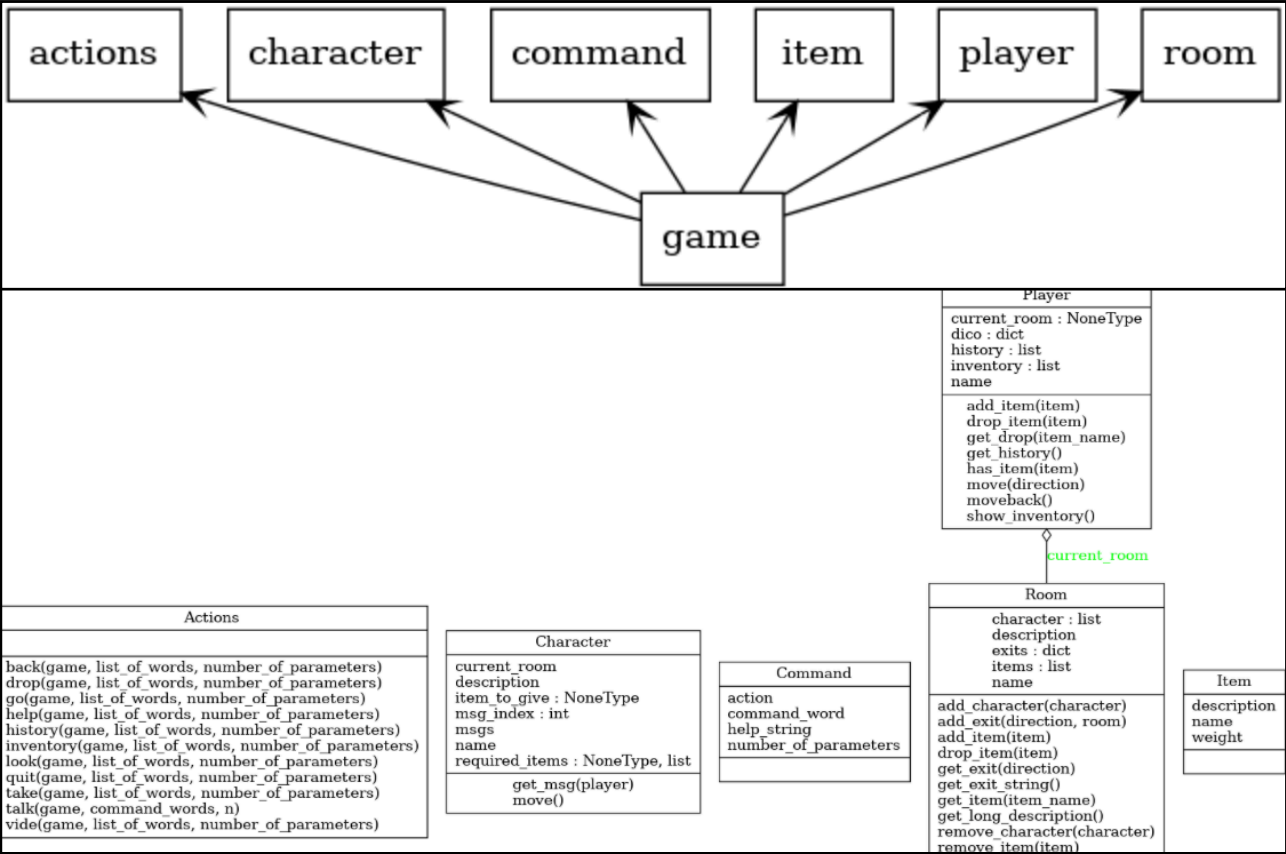 actions
character
command
item
player
room
game
Player
current_room : NoneType
dico : dict
history : list
inventory : list
name
add_item(item)
drop_item(item)
get_drop(item_name)
get_history()
has_item(item)
move(direction)
moveback()
show_inventory()
current_room
Actions
back(game, list_of_words, number_of_parameters)
drop(game, list_of_words, number_of_parameters)
go(game, list_of_words, number_of_parameters)
help(game, list_of_words, number_of_parameters)
history(game, list_of_words, number_of_parameters)
inventory(game, list_of_words, number_of_parameters)
look(game, list_of_words, number_of_parameters)
quit(game, list_of_words, number_of_parameters)
take(game, list_of_words, number_of_parameters)
talk(game, command_words, n)
vide(game, list_of_words, number_of_parameters)
Character
current_room
description
item_to_give : NoneType
msg_index : int
msgs
name
required_items : NoneType, list
get_msg(player)
move()
Command
action
command_word
help_string
number_of_parameters
Room
character : list
description
exits : dict
items : list
name
add_character(character)
add_exit(direction, room)
add_item(item)
drop_item(item)
get_exit(direction)
get_exit_string()
get_item(item_name)
get_long_description()
remove_character(character)
remove_item(item)
Item
description
name
weight